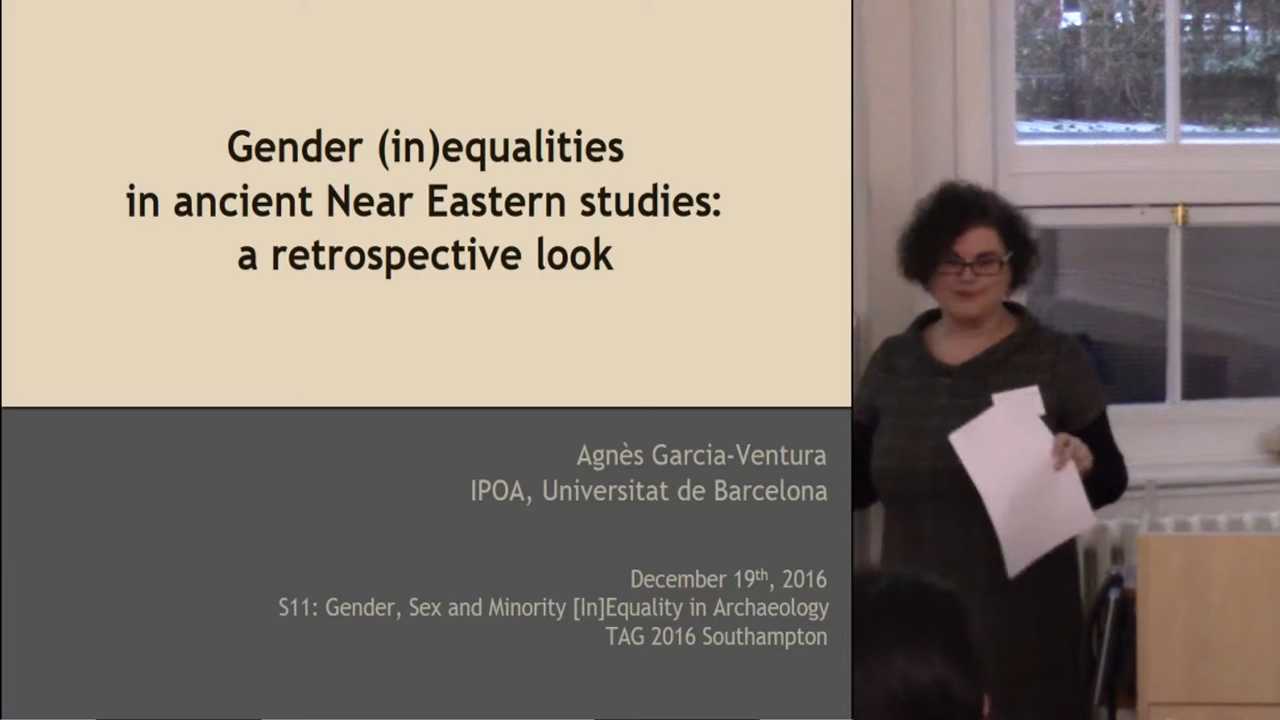 Gender (in)equalities
in ancient Near Eastern studies:
a retrospective look
Agnès Garcia-Ventura
IPOA, Universitat de Barcelona
December 19th, 2016
S11: Gender, Sex and Minority [In]Equality in Archaeology
TAG 2016 Southampton